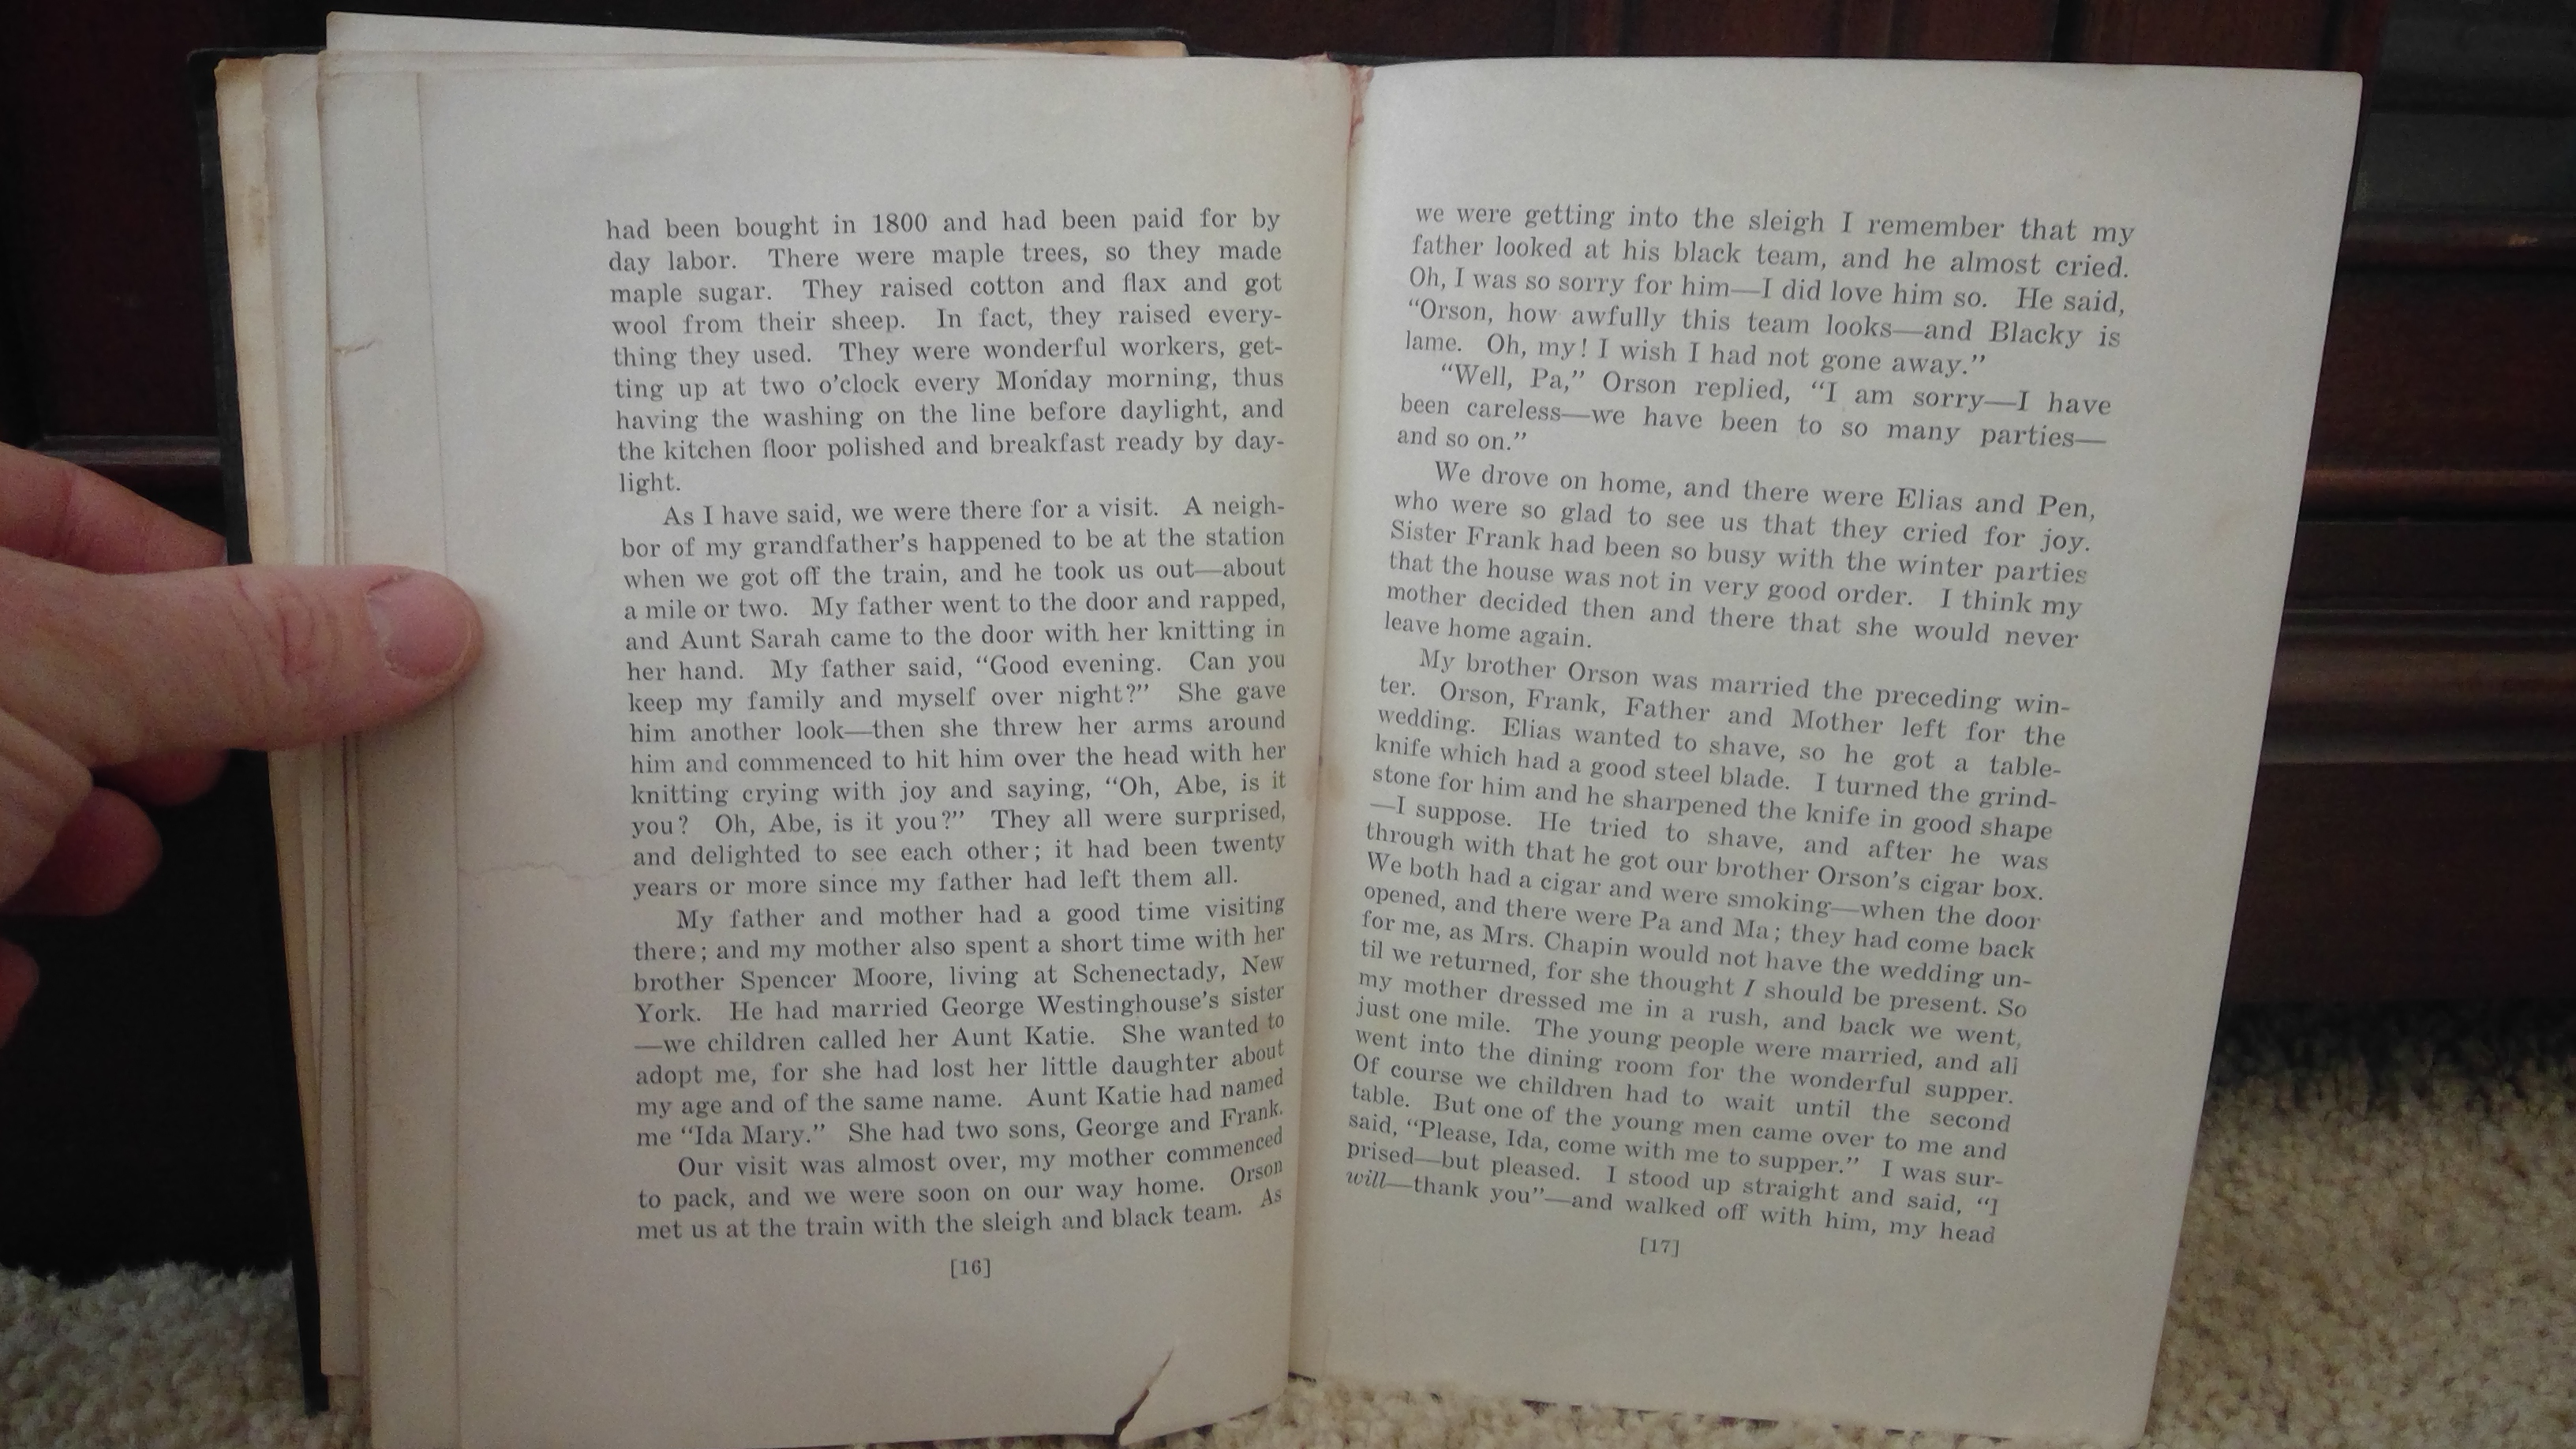 had been bought in 1800 and had been paid for by
day labor. There were maple trees, so they made
maple sugar. They raised cotton and flax and got
wool from their sheep. In fact, they raised every-
thing they used. They were wonderful workers, get-
ting up at two o'clock every Monday morning, thus
having the washing on the line before daylight, and
the kitchen floor polished and breakfast ready by day-
light.
As I have said, we were there for a visit. A neigh-
bor of my grandfather's happened to be at the station
when we got off the train, and he took us out—about
a mile or two. My father went to the door and rapped,
and Aunt Sarah came to the door with her knitting in
her hand. My father said, "Good evening. Can you
keep my family and myself over night?" She gave
him another look—then she threw her arms around
him and commenced to hit him over the head with her
knitting crying with joy and saying, "Oh, Abe, is it
you? Oh, Abe, is it you?" They all were surprised,
and delighted to see each other; it had been twenty
years or more since my father had left them all.
My father and mother had a good time visiting
there; and my mother also spent a short time with her
brother Spencer Moore, living at Schenectady, New
York. He had married George Westinghouse's sister
—we children called her Aunt Katie. She wanted to
adopt me, for she had lost her little daughter about
my age and of the same name. Aunt Katie had named
me "Ida Mary." She had two sons, George and Frank.
Our visit was almost over, my mother commenced
to pack, and we were soon on our way home. Orson
met us at the train with the sleigh and black team. As
[16]
we were getting into the sleigh I remember that my
father looked at his black team, and he almost cried.
Oh, I was so sorry for him—I did love him so. He said,
"Orson, how awfully this team looks—and Blacky is
lame. Oh, my! I wish I had not gone away."
"Well, Pa," Orson replied, "I am sorry—I have
been careless—we have been to so many parties—
and so on."
We drove on home, and there were Elias and Pen,
who were so glad to see us that they cried for joy.
Sister Frank had been so busy with the winter parties
that the house was not in very good order. I think my
mother decided then and there that she would never
leave home again.
My brother Orson was married the preceding win-
ter. Orson, Frank, Father and Mother left for the
wedding. Elias wanted to shave, so he got a table-
knife which had a good steel blade. I turned the grind-
stone for him and he sharpened the knife in good shape
—I suppose. He tried to shave, and after he was
through with that he got our brother Orson's cigar box.
We both had a cigar and were smoking—when the door
opened, and there were Pa and Ma; they had come back
for me, as Mrs. Chapin would not have the wedding un-
til we returned, for she thought I should be present. So
my mother dressed me in a rush, and back we went,
just one mile. The young people were married, and all
went into the dining room for the wonderful supper.
Of course we children had to wait until the second
table. But one of the young men came over to me and
said, "Please, Ida, come with me to supper." I was sur-
prised—but pleased. I stood up straight and said, "I
will—thank you"—and walked off with him, my head
[17]